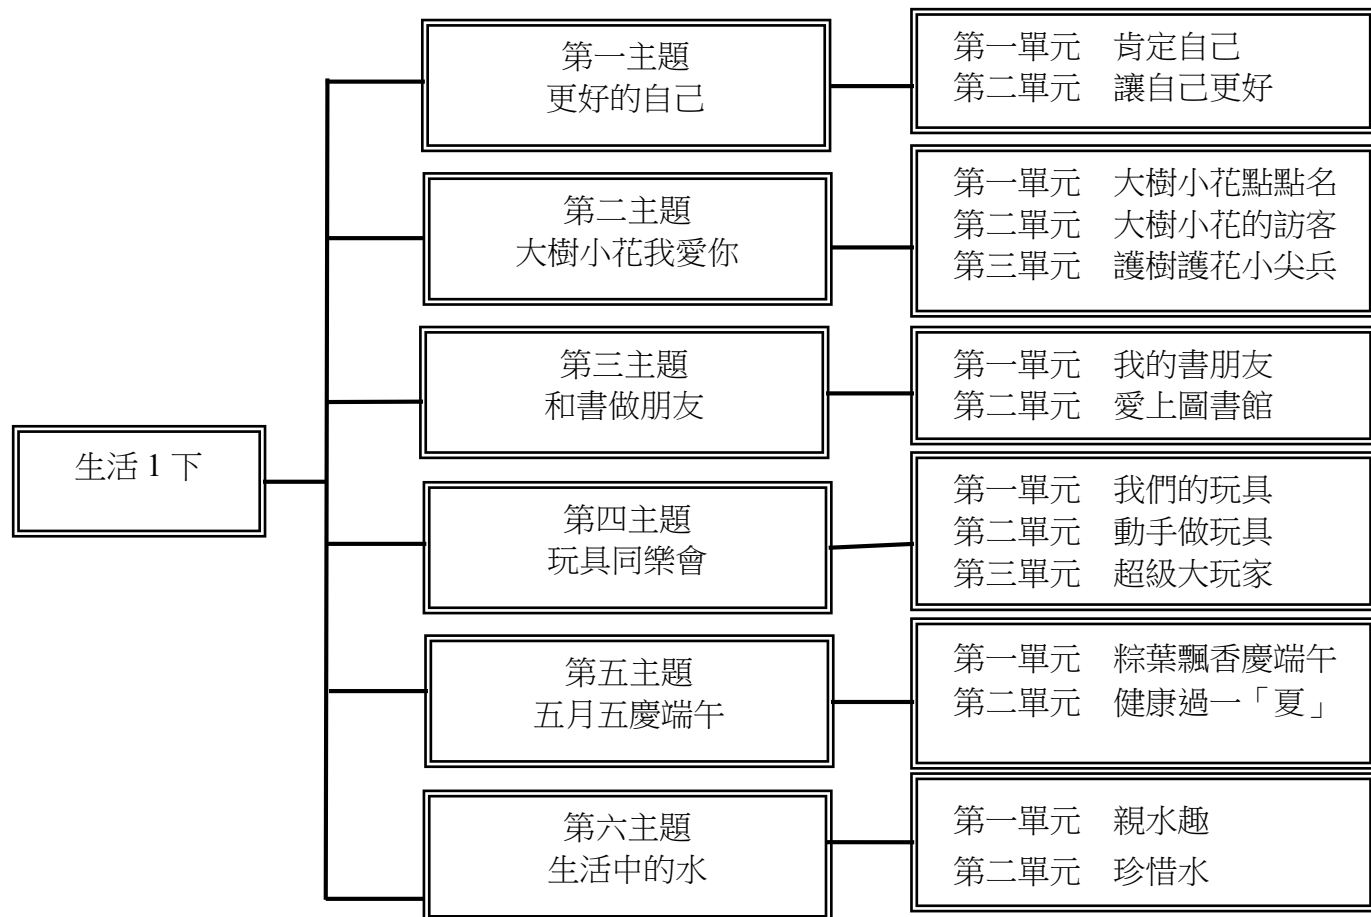 生活 1 下
第一主題
更好的自己
第一單元　肯定自己
第二單元　讓自己更好
第二主題
大樹小花我愛你
第一單元　大樹小花點點名
第二單元　大樹小花的訪客
第三單元　護樹護花小尖兵
第三主題
和書做朋友
第一單元　我的書朋友
第二單元　愛上圖書館
第四主題
玩具同樂會
第一單元　我們的玩具
第二單元　動手做玩具
第三單元　超級大玩家
第五主題
五月五慶端午
第一單元　粽葉飄香慶端午
第二單元　健康過一「夏」
第六主題
生活中的水
第一單元　親水趣
第二單元　珍惜水